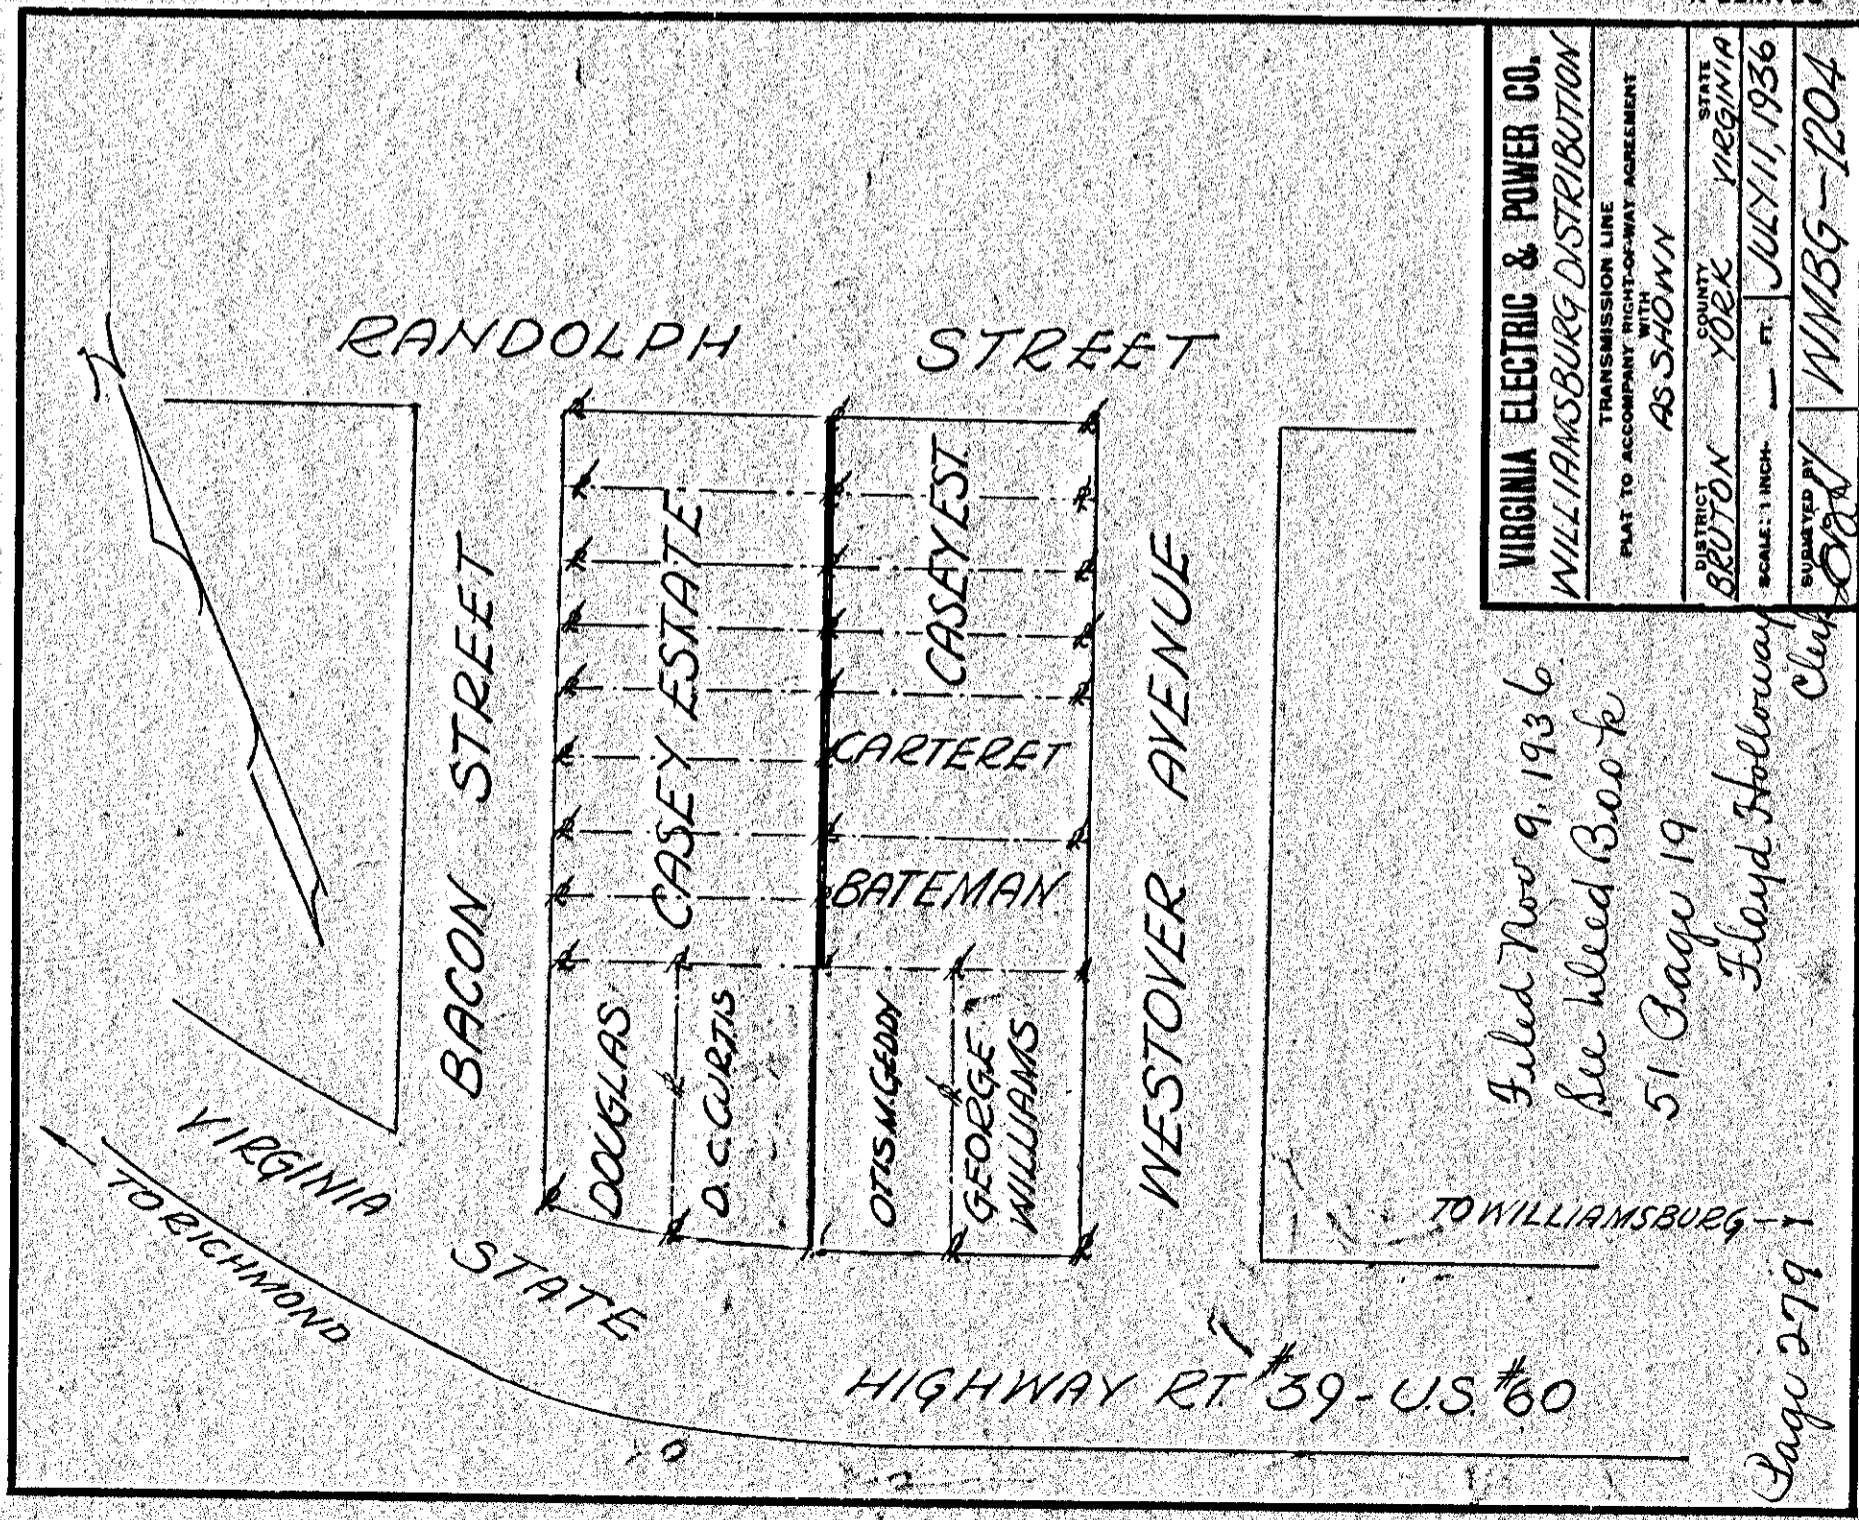 RANDOLPH STREET
BACON STREET
CASEY ESTATE
CASEY EST.
CARTERET
BATEMAN
DOUGLAS
D. C. CURTIS
OTIS M. GEDDY
GEORGE
WILLIAMS
WESTOVER AVENUE
VIRGINIA
STATE
HIGHWAY RT. #39 - U.S. #60
TO RICHMOND
TO WILLIAMSBURG
VIRGINIA ELECTRIC & POWER CO.
WILLIAMSBURG DISTRIBUTION
TRANSMISSION LINE
PLAT TO ACCOMPANY RIGHT-OF-WAY AGREEMENT
WITH
AS SHOWN
DISTRICT COUNTY STATE
BRUTON YORK VIRGINIA
SCALE: 1 INCH — FT. JULY 11, 1936
SURVEYED BY WMBG-1204
Filed Nov 9, 1936
See Deed Book
51 Page 19
Floyd Holloway
Clerk
Page 279